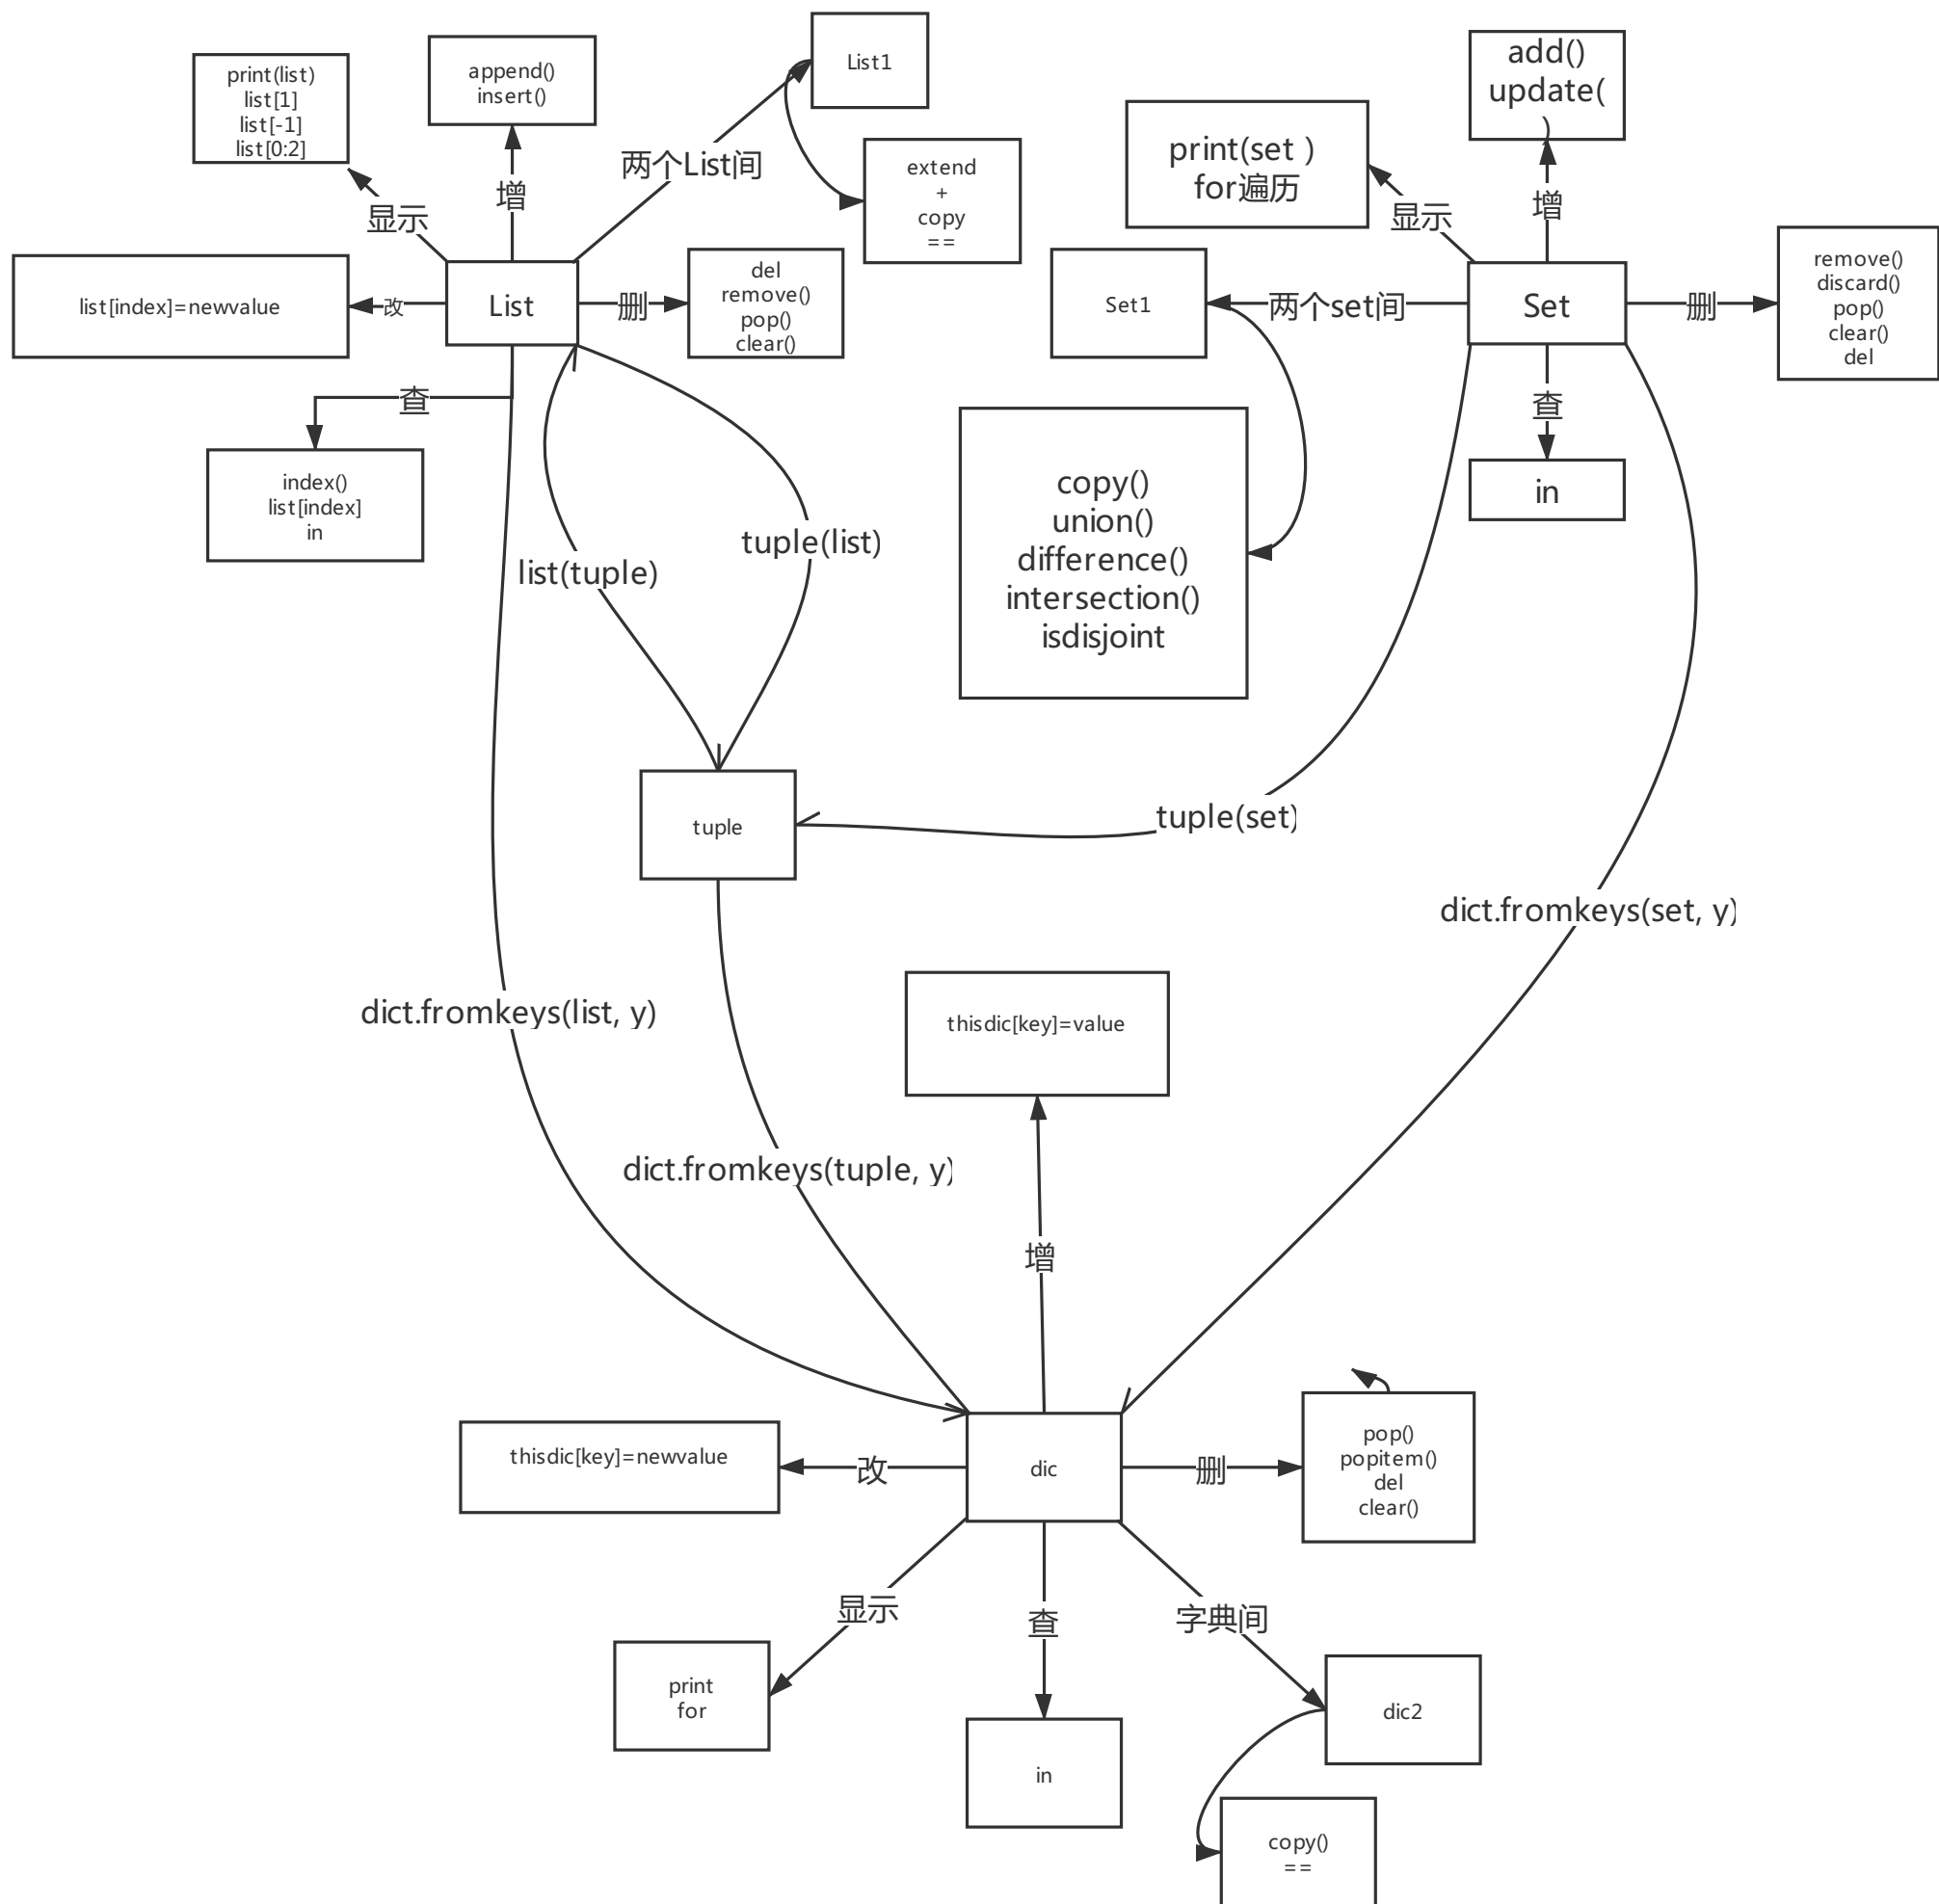 print(list)
list[1]
list[-1]
list[0:2]
append()
insert()
List1
add()
update(
)
print(set )
for遍历
两个List间
extend
+
copy
==
显示
增
显示
增
list[index]=newvalue
改
List
删
del
remove()
pop()
clear()
Set1
两个set间
Set
删
remove()
discard()
pop()
clear()
del
查
查
index()
list[index]
in
in
copy()
union()
difference()
intersection()
isdisjoint
list(tuple)
tuple(list)
tuple
tuple(set)
dict.fromkeys(set, y)
dict.fromkeys(list, y)
thisdic[key]=value
dict.fromkeys(tuple, y)
增
thisdic[key]=newvalue
改
dic
删
pop()
popitem()
del
clear()
显示
查
字典间
print
for
in
dic2
copy()
==